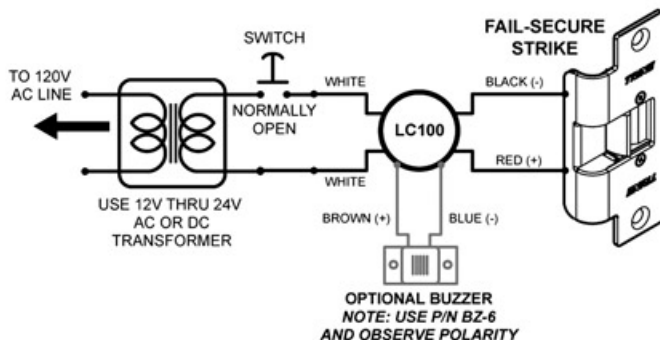 FAIL-SECURE
STRIKE
SWITCH
TO 120V
AC LINE
WHITE
BLACK (-)
NORMALLY
OPEN
LC100
RED (+)
WHITE
USE 12V THRU 24V
AC OR DC
TRANSFORMER
BROWN (+)
BLUE (-)
OPTIONAL BUZZER
NOTE: USE P/N BZ-6
AND OBSERVE POLARITY